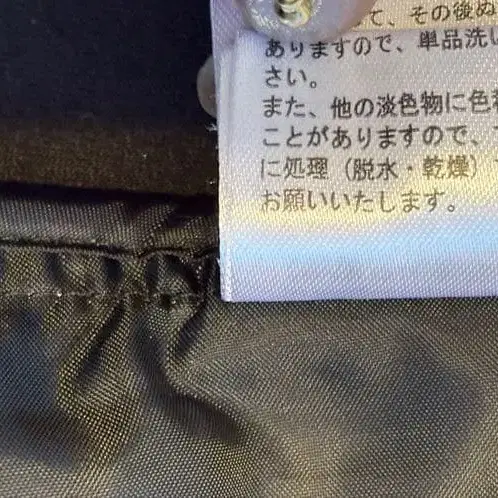 て、その後ぬ
ありますので、単品洗い
さい。
また、他の淡色物に色
ことがありますので、
に処理（脱水・乾燥）
お願いいたします。